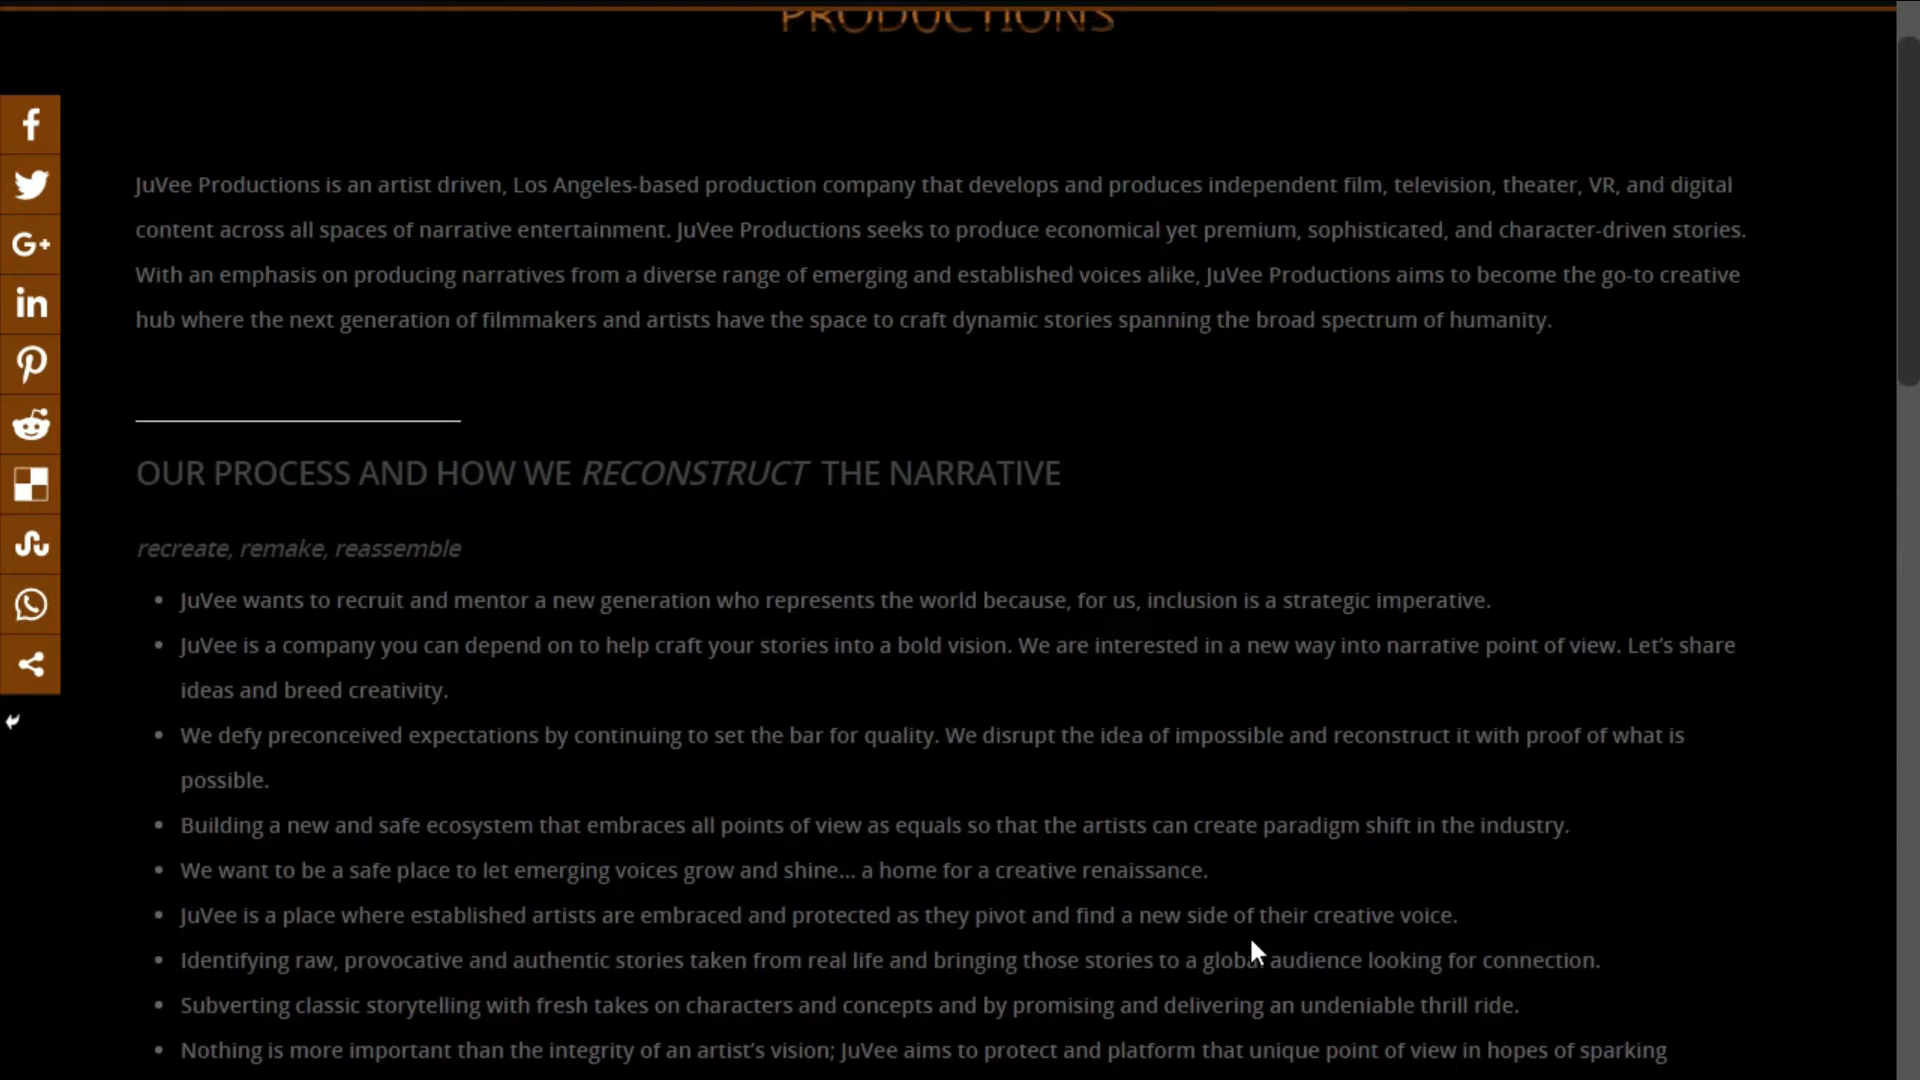 PRODUCTIONS
JuVee Productions is an artist driven, Los Angeles-based production company that develops and produces independent film, television, theater, VR, and digital
content across all spaces of narrative entertainment. JuVee Productions seeks to produce economical yet premium, sophisticated, and character-driven stories.
With an emphasis on producing narratives from a diverse range of emerging and established voices alike, JuVee Productions aims to become the go-to creative
hub where the next generation of filmmakers and artists have the space to craft dynamic stories spanning the broad spectrum of humanity.
OUR PROCESS AND HOW WE RECONSTRUCT THE NARRATIVE
recreate, remake, reassemble
• JuVee wants to recruit and mentor a new generation who represents the world because, for us, inclusion is a strategic imperative.
• JuVee is a company you can depend on to help craft your stories into a bold vision. We are interested in a new way into narrative point of view. Let’s share
ideas and breed creativity.
• We defy preconceived expectations by continuing to set the bar for quality. We disrupt the idea of impossible and reconstruct it with proof of what is
possible.
• Building a new and safe ecosystem that embraces all points of view as equals so that the artists can create paradigm shift in the industry.
• We want to be a safe place to let emerging voices grow and shine… a home for a creative renaissance.
• JuVee is a place where established artists are embraced and protected as they pivot and find a new side of their creative voice.
• Identifying raw, provocative and authentic stories taken from real life and bringing those stories to a global audience looking for connection.
• Subverting classic storytelling with fresh takes on characters and concepts and by promising and delivering an undeniable thrill ride.
• Nothing is more important than the integrity of an artist’s vision; JuVee aims to protect and platform that unique point of view in hopes of sparking